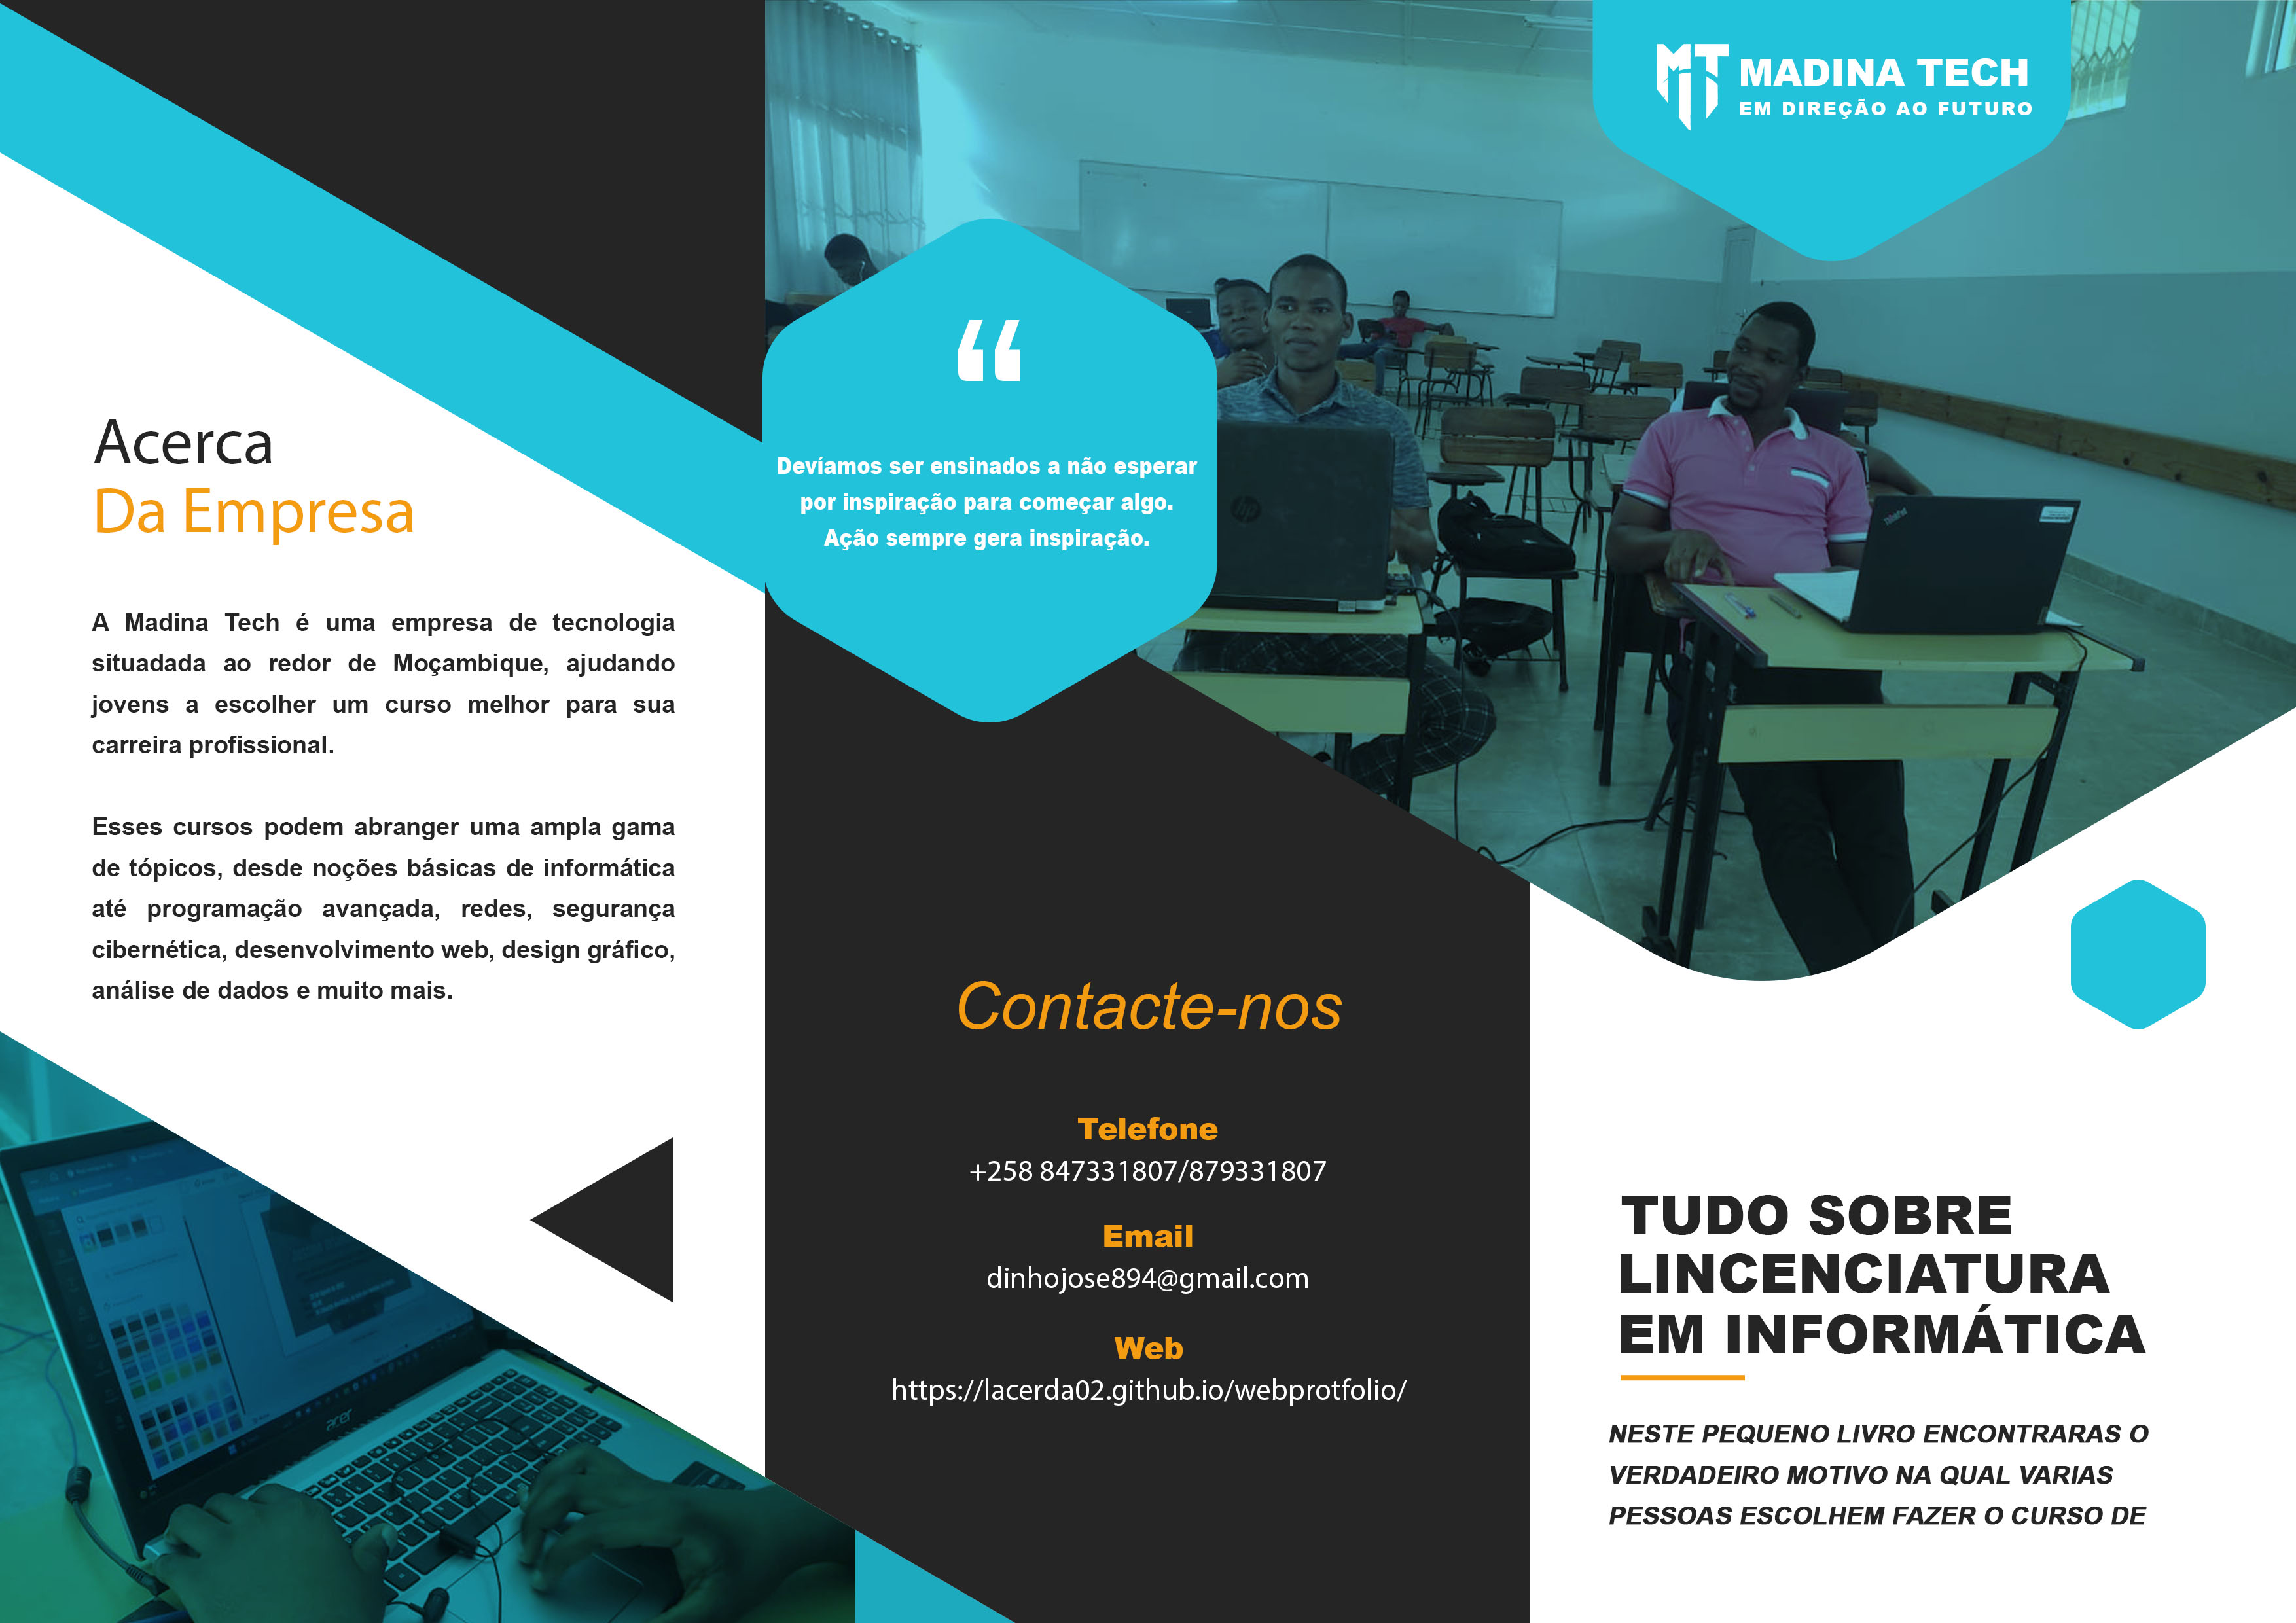 Acerca
Da Empresa
A Madina Tech é uma empresa de tecnologia
situadada ao redor de Moçambique, ajudando
jovens a escolher um curso melhor para sua
carreira profissional.
Esses cursos podem abranger uma ampla gama
de tópicos, desde noções básicas de informática
até programação avançada, redes, segurança
cibernética, desenvolvimento web, design gráfico,
análise de dados e muito mais.
acer
“
Devíamos ser ensinados a não esperar
por inspiração para começar algo.
Ação sempre gera inspiração.
hp
Contacte-nos
Telefone
+258 847331807/879331807
Email
dinhojose894@gmail.com
Web
https://lacerda02.github.io/webprotfolio/
MT MADINA TECH
EM DIREÇÃO AO FUTURO
ThinkPad
TUDO SOBRE
LINCENCIATURA
EM INFORMÁTICA
NESTE PEQUENO LIVRO ENCONTRARAS O
VERDADEIRO MOTIVO NA QUAL VARIAS
PESSOAS ESCOLHEM FAZER O CURSO DE